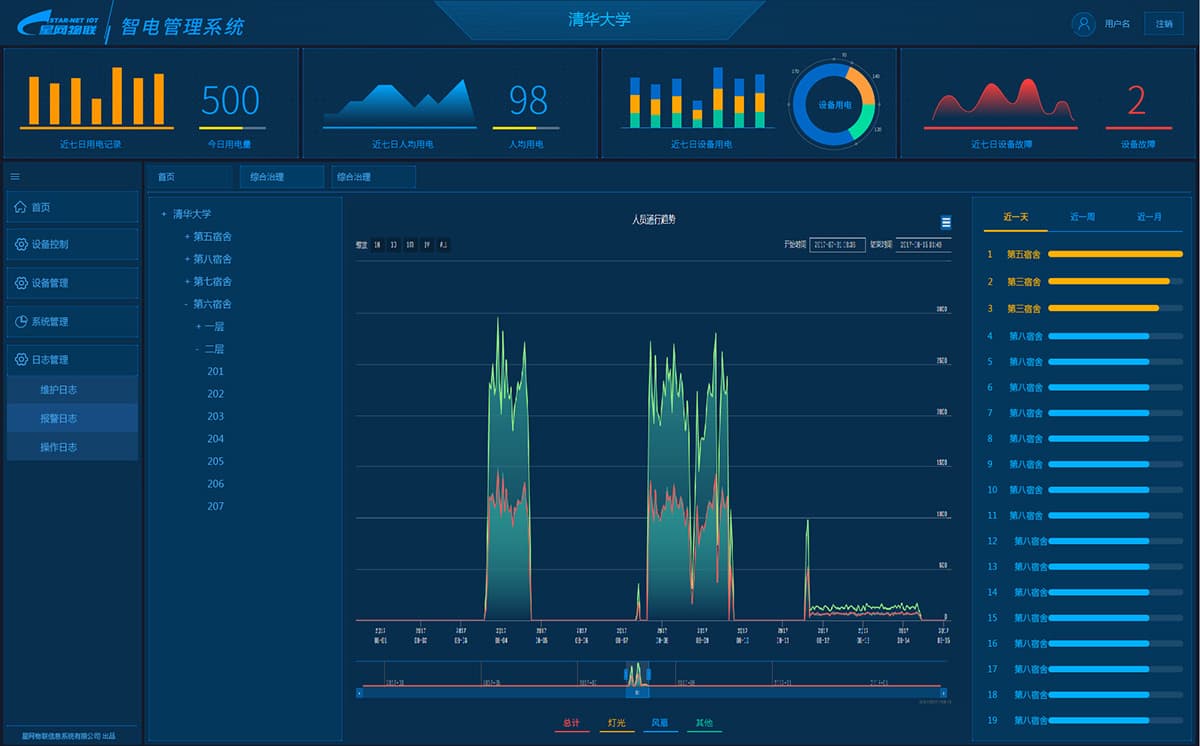 STAR-NET IOT
星网物联
智电管理系统
清华大学
用户名
注销
500
近七日用电记录
今日用电量
98
近七日人均用电
人均用电
设备用电
近七日设备用电
2
近七日设备故障
设备故障
首页
综合治理
综合治理
首页
设备控制
设备管理
系统管理
日志管理
维护日志
报警日志
操作日志
星网物联信息系统有限公司 出品
+ 清华大学
+ 第五宿舍
+ 第八宿舍
+ 第七宿舍
- 第六宿舍
+ 一层
- 二层
201
202
203
204
205
206
207
人员通行趋势
开始时间
结束时间
3000
2500
2000
1500
1000
500
0
总计
灯光
风扇
其他
近一天
近一周
近一月
1 第五宿舍
2 第三宿舍
3 第三宿舍
4 第八宿舍
5 第八宿舍
6 第八宿舍
7 第八宿舍
8 第八宿舍
9 第八宿舍
10 第八宿舍
11 第八宿舍
12 第八宿舍
13 第八宿舍
14 第八宿舍
15 第八宿舍
16 第八宿舍
17 第八宿舍
18 第八宿舍
19 第八宿舍